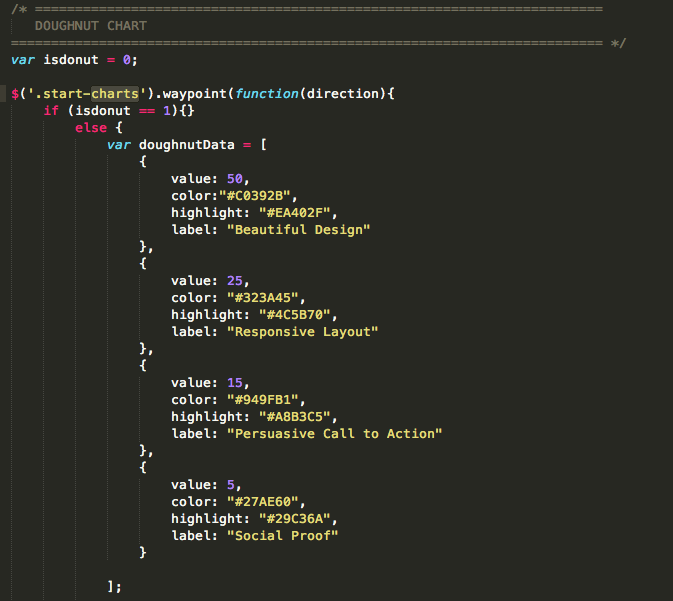 /* =========================================================================
DOUGHNUT CHART
========================================================================== */
var isdonut = 0;
$('.start-charts').waypoint(function(direction){
if (isdonut == 1){}
else {
var doughnutData = [
{
value: 50,
color:"#C0392B",
highlight: "#EA402F",
label: "Beautiful Design"
},
{
value: 25,
color: "#323A45",
highlight: "#4C5B70",
label: "Responsive Layout"
},
{
value: 15,
color: "#949FB1",
highlight: "#A8B3C5",
label: "Persuasive Call to Action"
},
{
value: 5,
color: "#27AE60",
highlight: "#29C36A",
label: "Social Proof"
}
];